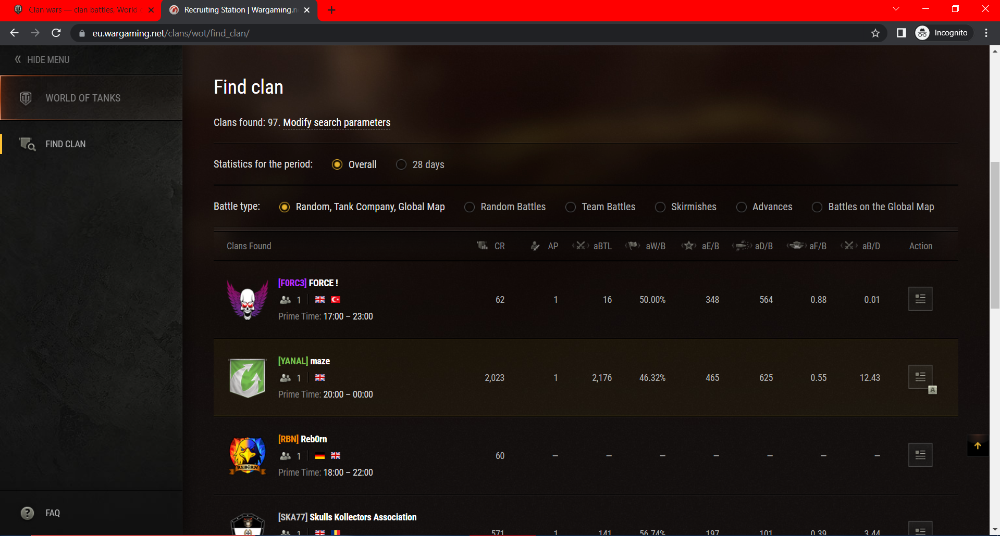 Clan wars — clan battles, World
Recruiting Station | Wargaming.n
eu.wargaming.net/clans/wot/find_clan/
Incognito
HIDE MENU
WORLD OF TANKS
FIND CLAN
Find clan
Clans found: 97. Modify search parameters
Statistics for the period: Overall 28 days
Battle type: Random, Tank Company, Global Map Random Battles Team Battles Skirmishes Advances Battles on the Global Map
Clans Found CR AP aBTL aW/B aE/B aD/B aF/B aB/D Action
[F0RC3] FORCE !
1 62 1 16 50.00% 348 564 0.88 0.01
Prime Time: 17:00 – 23:00
[YANAL] maze
1 2,023 1 2,176 46.32% 465 625 0.55 12.43
A
Prime Time: 20:00 – 00:00
[RBN] Reb0rn
1 60 – – – – – – –
REBORN
Prime Time: 18:00 – 22:00
[SKA77] Skulls Kollectors Association
1 571 1 141 56.74% 197 101 0.39 3.44
? FAQ